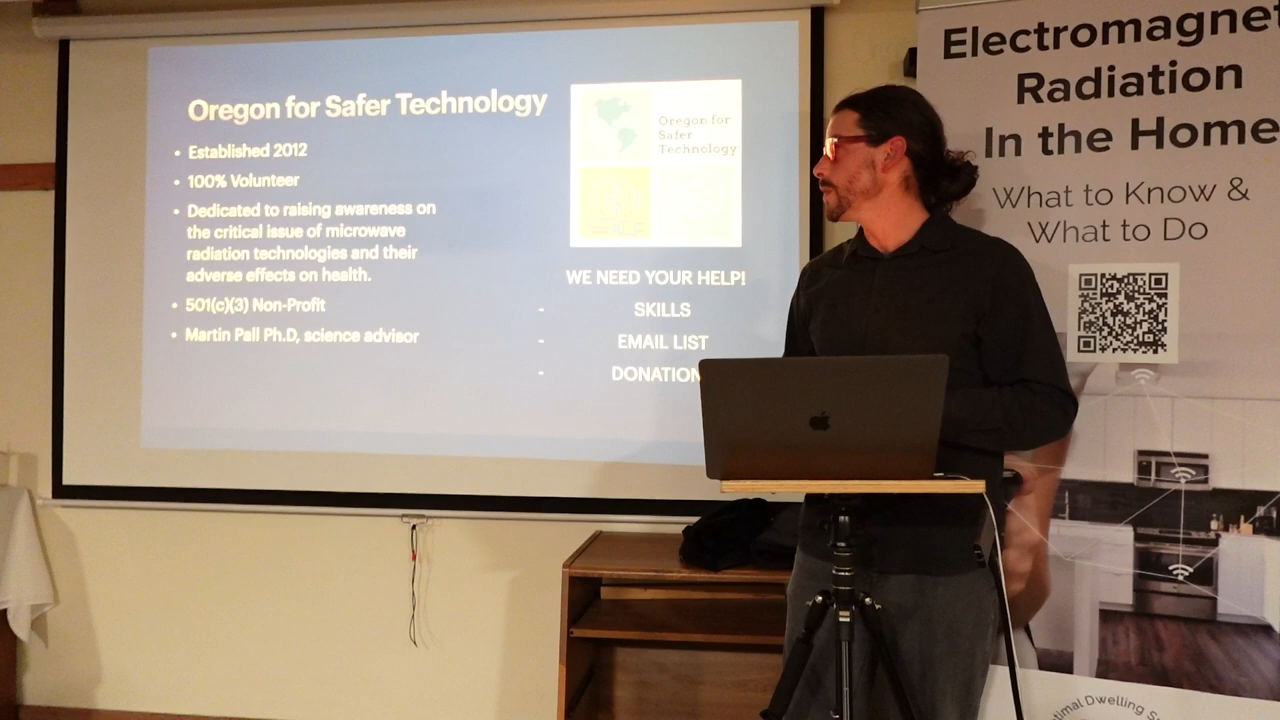 Oregon for Safer Technology
• Established 2012
• 100% Volunteer
• Dedicated to raising awareness on
the critical issue of microwave
radiation technologies and their
adverse effects on health.
• 501(c)(3) Non-Profit
• Martin Pall Ph.D, science advisor
Oregon for
Safer
Technology
WE NEED YOUR HELP!
- SKILLS
- EMAIL LIST
- DONATION
Electromagnet
Radiation
In the Home
What to Know &
What to Do
timal Dwelling S